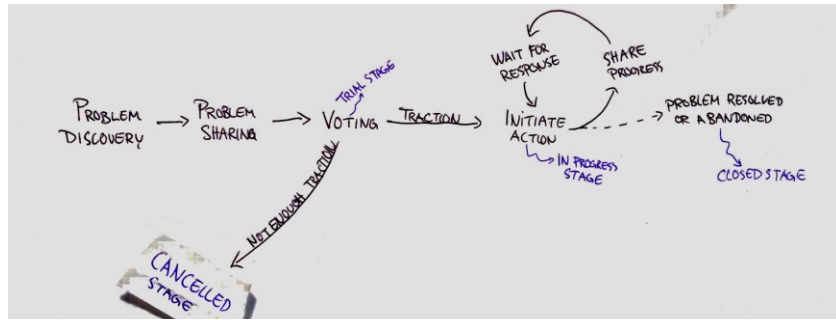 PROBLEM
DISCOVERY
PROBLEM
SHARING
VOTING
TRIAL STAGE
TRACTION
NOT ENOUGH TRACTION
CANCELLED
STAGE
INITIATE
ACTION
IN PROGRESS
STAGE
WAIT FOR
RESPONSE
SHARE
PROGRESS
PROBLEM RESOLVED
OR ABANDONED
CLOSED STAGE